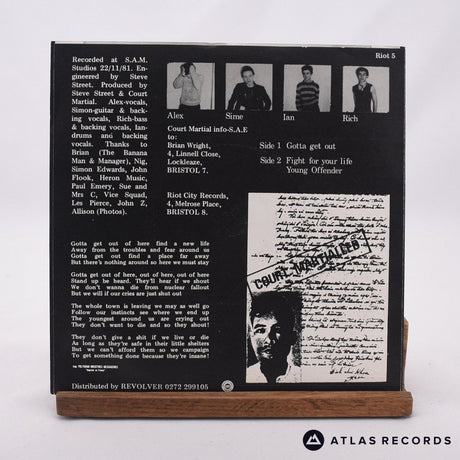 Riot 5
Recorded at S.A.M.
Studios 22/11/81. En-
gineered by Steve
Street. Produced by
Steve Street & Court
Martial. Alex-vocals,
Simon-guitar & back-
ing vocals, Rich-bass
& backing vocals, Ian-
drums and backing
vocals. Thanks to
Brian (The Banana
Man & Manager), Nig,
Simon Edwards, John
Flook, Heron Music,
Paul Emery, Sue and
Mrs C, Vice Squad,
Les Pierce, John Z,
Allison (Photos).
Alex Sime Ian Rich
Court Martial info-S.A.E
to:
Brian Wright,
4, Linnell Close,
Lockleaze,
BRISTOL 7.
Riot City Records,
4, Melrose Place,
BRISTOL 8.
Side 1 Gotta get out
Side 2 Fight for your life
Young Offender
Gotta get out of here find a new life
Away from the troubles and fear around us
Gotta get out find a place far away
But there's nothing around so here we must stay
Gotta get out of here, out of here, out of here
Stand up be heard. They'll hear if we shout
We don't wanna die from nuclear fallout
But we will if our cries are just shut out
The whole town is leaving we may as well go
Follow our instincts see where we end up
The youngest around us are crying out
They don't want to die and so they shout!
They don't give a shit if we live or die
As long as they're safe in their little shelters
But we can't afford them so we campaign
To get something done because they're insane!
COURT MARTIALLED
Distributed by REVOLVER 0272 299105
ATLAS RECORDS